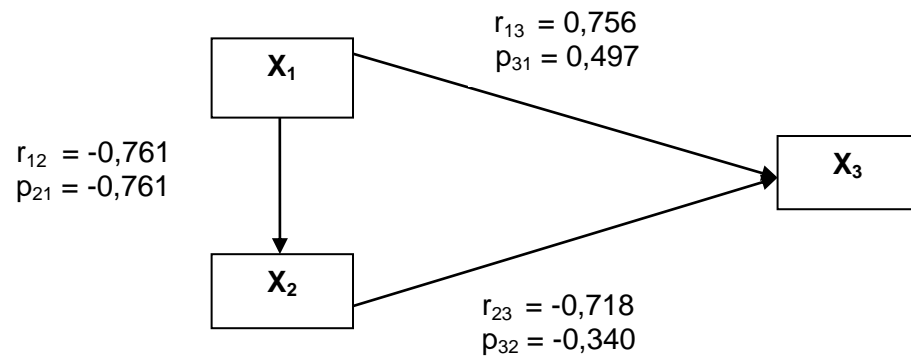 r₁₃ = 0,756
p₃₁ = 0,497
X₁
r₁₂ = -0,761
p₂₁ = -0,761
X₃
X₂
r₂₃ = -0,718
p₃₂ = -0,340